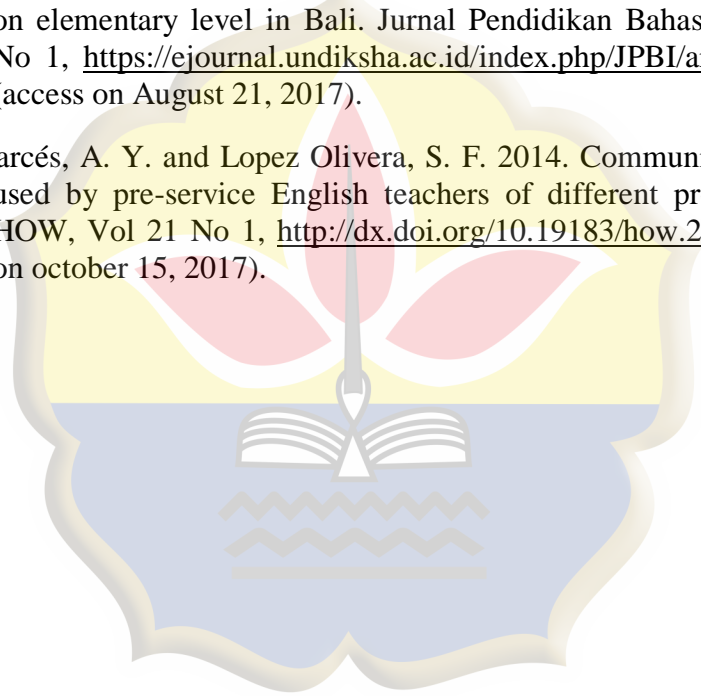 on elementary level in Bali. Jurnal Pendidikan Bahas
No 1, https://ejournal.undiksha.ac.id/index.php/JPBI/a
(access on August 21, 2017).
arcés, A. Y. and Lopez Olivera, S. F. 2014. Commun
used by pre-service English teachers of different pr
HOW, Vol 21 No 1, http://dx.doi.org/10.19183/how.2
on october 15, 2017).